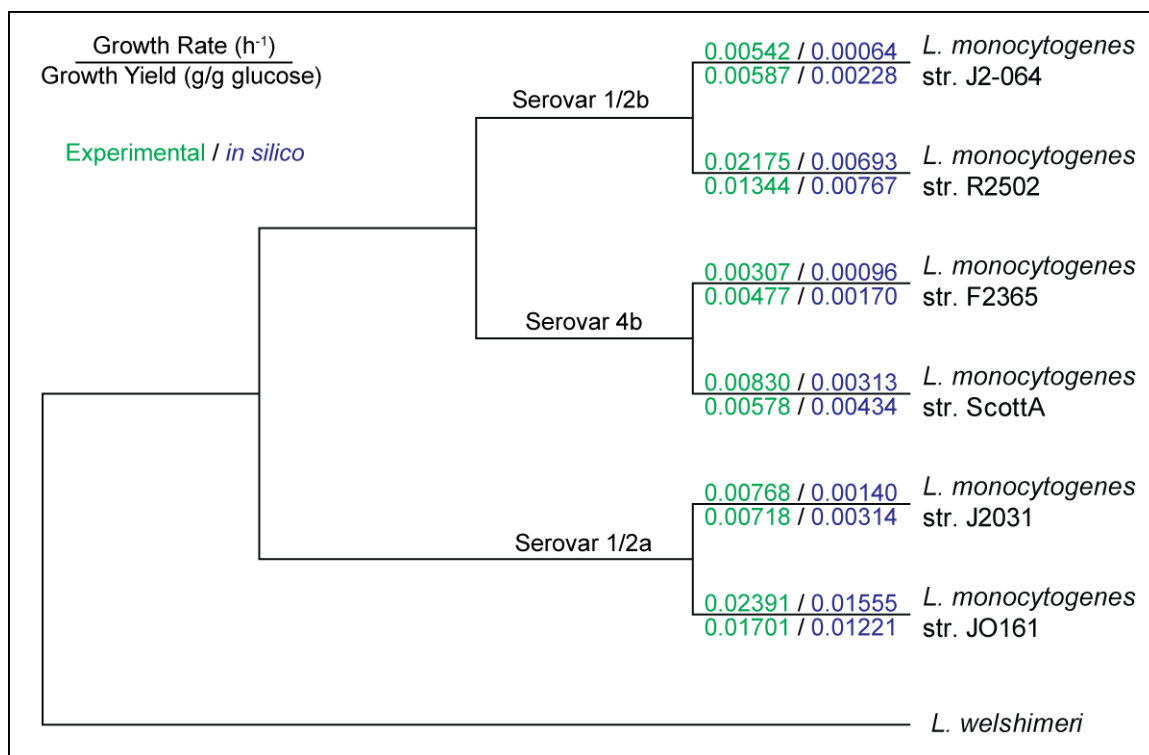 Growth Rate (h⁻¹)
Growth Yield (g/g glucose)
Experimental / in silico
Serovar 1/2b
0.00542 / 0.00064
0.00587 / 0.00228
L. monocytogenes
str. J2-064
0.02175 / 0.00693
0.01344 / 0.00767
L. monocytogenes
str. R2502
Serovar 4b
0.00307 / 0.00096
0.00477 / 0.00170
L. monocytogenes
str. F2365
0.00830 / 0.00313
0.00578 / 0.00434
L. monocytogenes
str. ScottA
Serovar 1/2a
0.00768 / 0.00140
0.00718 / 0.00314
L. monocytogenes
str. J2031
0.02391 / 0.01555
0.01701 / 0.01221
L. monocytogenes
str. JO161
L. welshimeri